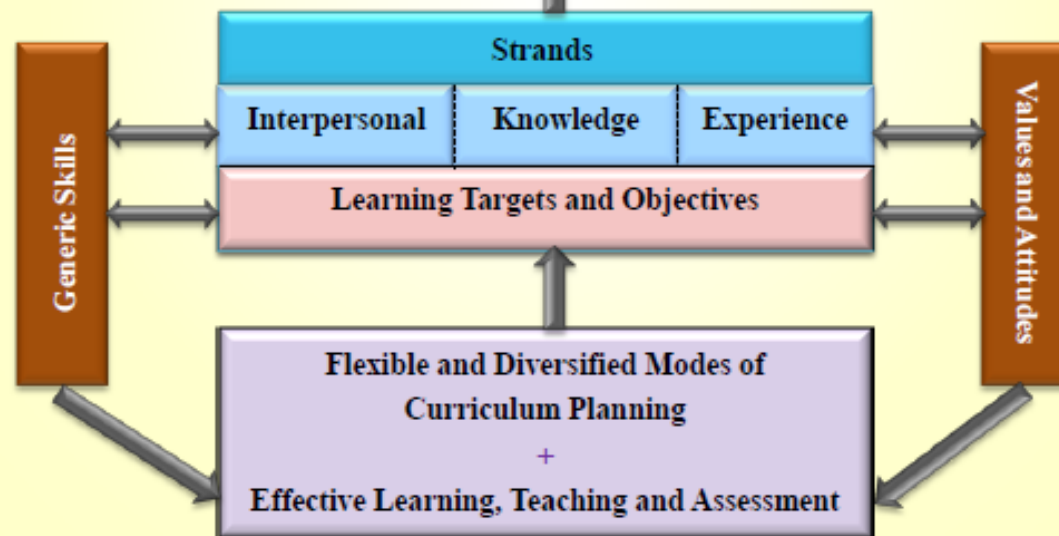 Strands
Interpersonal
Knowledge
Experience
Learning Targets and Objectives
Generic Skills
Values and Attitudes
Flexible and Diversified Modes of
Curriculum Planning
+
Effective Learning, Teaching and Assessment